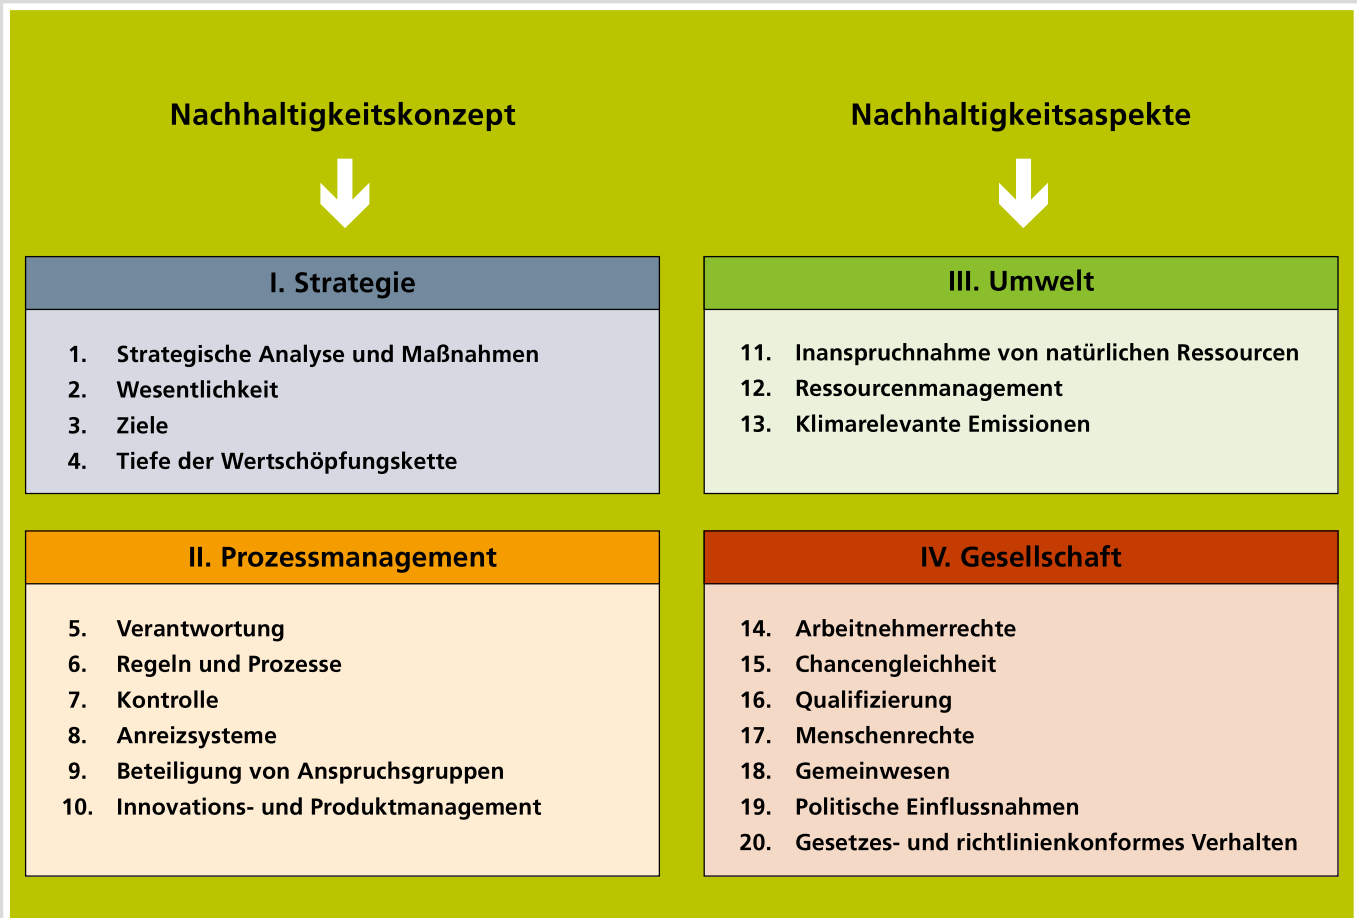 Nachhaltigkeitskonzept
I. Strategie
1. Strategische Analyse und Maßnahmen
2. Wesentlichkeit
3. Ziele
4. Tiefe der Wertschöpfungskette
II. Prozessmanagement
5. Verantwortung
6. Regeln und Prozesse
7. Kontrolle
8. Anreizsysteme
9. Beteiligung von Anspruchsgruppen
10. Innovations- und Produktmanagement
Nachhaltigkeitsaspekte
III. Umwelt
11. Inanspruchnahme von natürlichen Ressourcen
12. Ressourcenmanagement
13. Klimarelevante Emissionen
IV. Gesellschaft
14. Arbeitnehmerrechte
15. Chancengleichheit
16. Qualifizierung
17. Menschenrechte
18. Gemeinwesen
19. Politische Einflussnahmen
20. Gesetzes- und richtlinienkonformes Verhalten